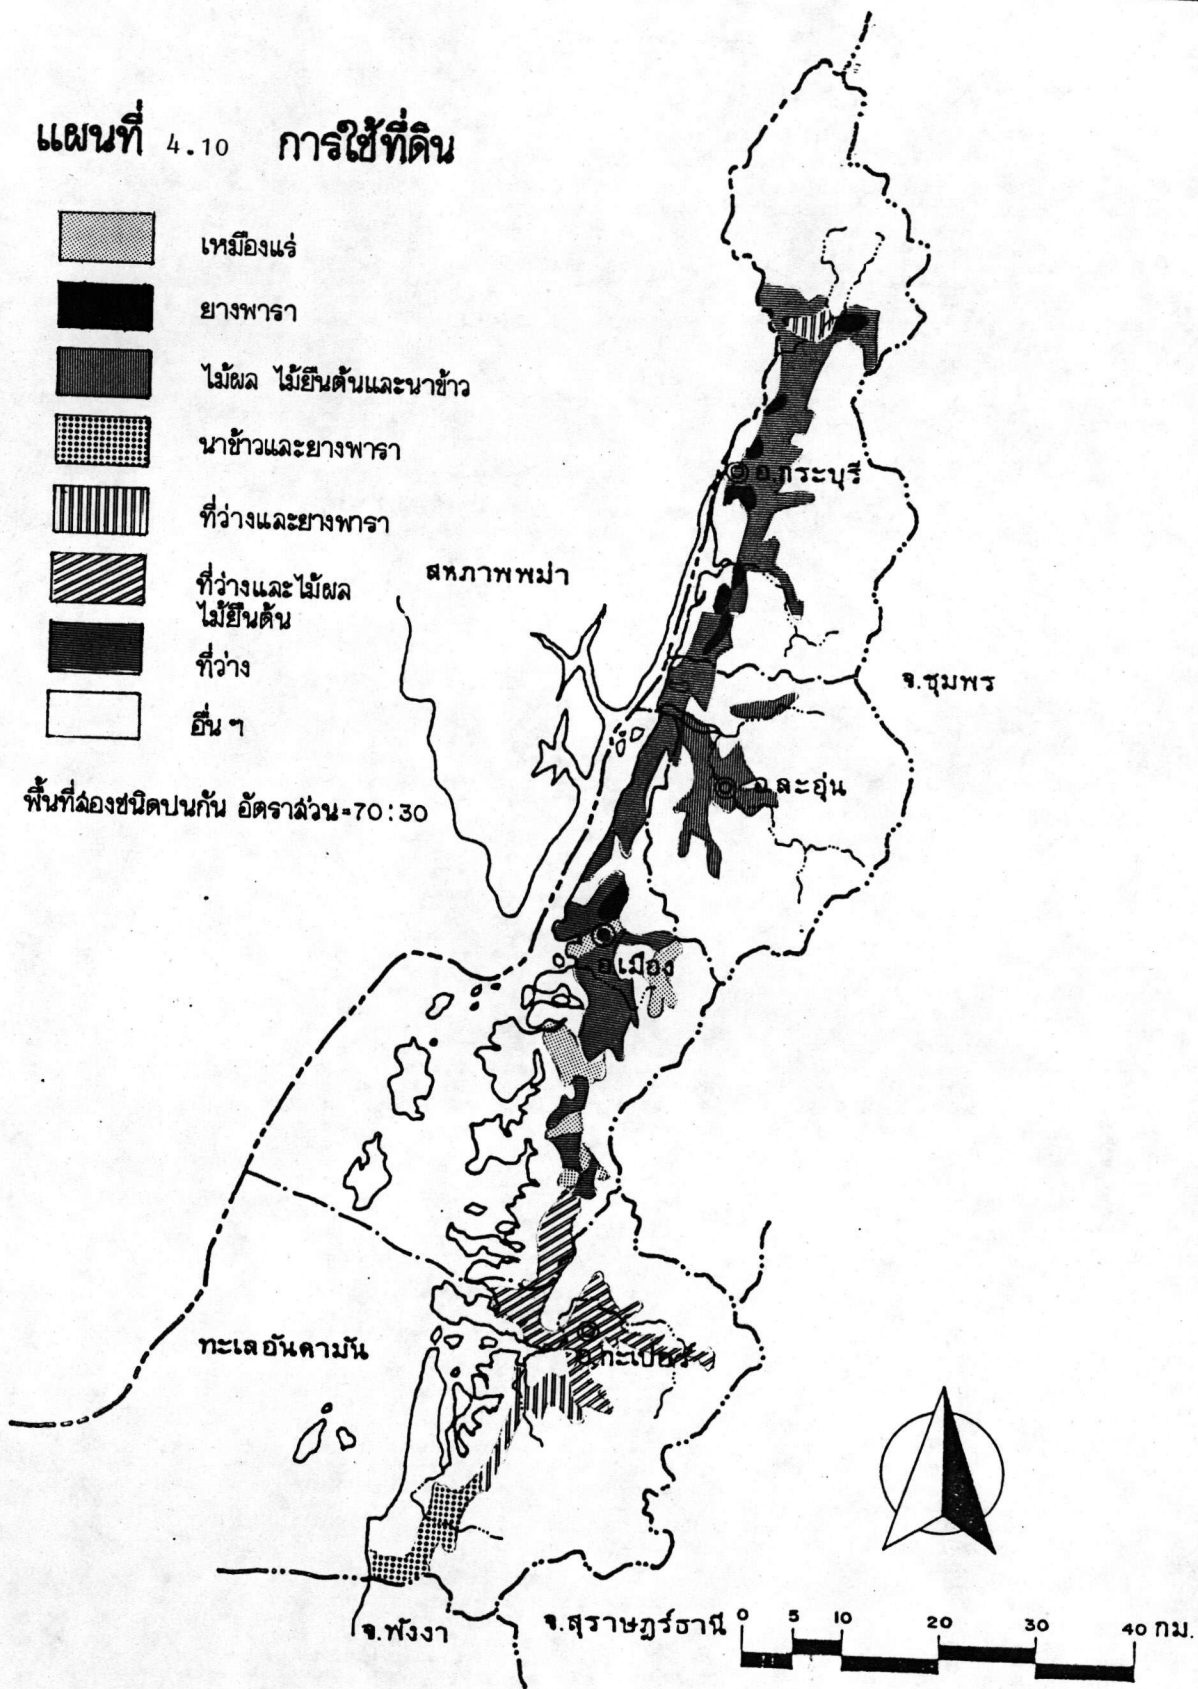 แผนที่ 4.10 การใช้ที่ดิน
เหมืองแร่
ยางพารา
ไม้ผล ไม้ยืนต้นและนาข้าว
นาข้าวและยางพารา
ที่ว่างและยางพารา
ที่ว่างและไม้ผล
ไม้ยืนต้น
ที่ว่าง
อื่น ๆ
พื้นที่สองชนิดปนกัน อัตราส่วน=70:30
อ.กระบุรี
สหภาพพม่า
จ.ชุมพร
อ.ละอุ่น
อ.เมือง
ทะเลอันดามัน
อ.กะเปอร์
จ.พังงา
จ.สุราษฎร์ธานี
0 5 10 20 30 40 กม.